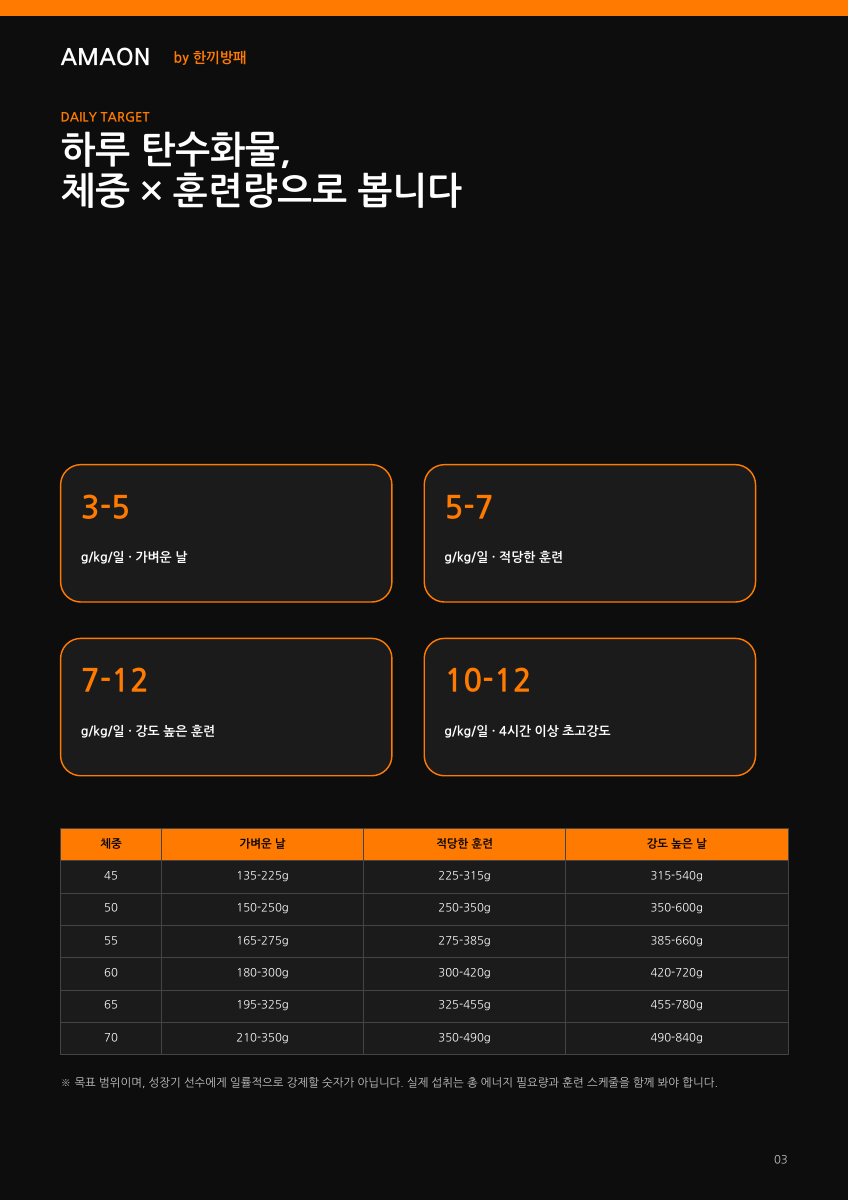 AMAON by 한끼방패
DAILY TARGET
하루 탄수화물,
체중 × 훈련량으로 봅니다
3-5
g/kg/일 · 가벼운 날
5-7
g/kg/일 · 적당한 훈련
7-12
g/kg/일 · 강도 높은 훈련
10-12
g/kg/일 · 4시간 이상 초고강도
체중 가벼운 날 적당한 훈련 강도 높은 날
45 135-225g 225-315g 315-540g
50 150-250g 250-350g 350-600g
55 165-275g 275-385g 385-660g
60 180-300g 300-420g 420-720g
65 195-325g 325-455g 455-780g
70 210-350g 350-490g 490-840g
※ 목표 범위이며, 성장기 선수에게 일률적으로 강제할 숫자가 아닙니다. 실제 섭취는 총 에너지 필요량과 훈련 스케줄을 함께 봐야 합니다.
03